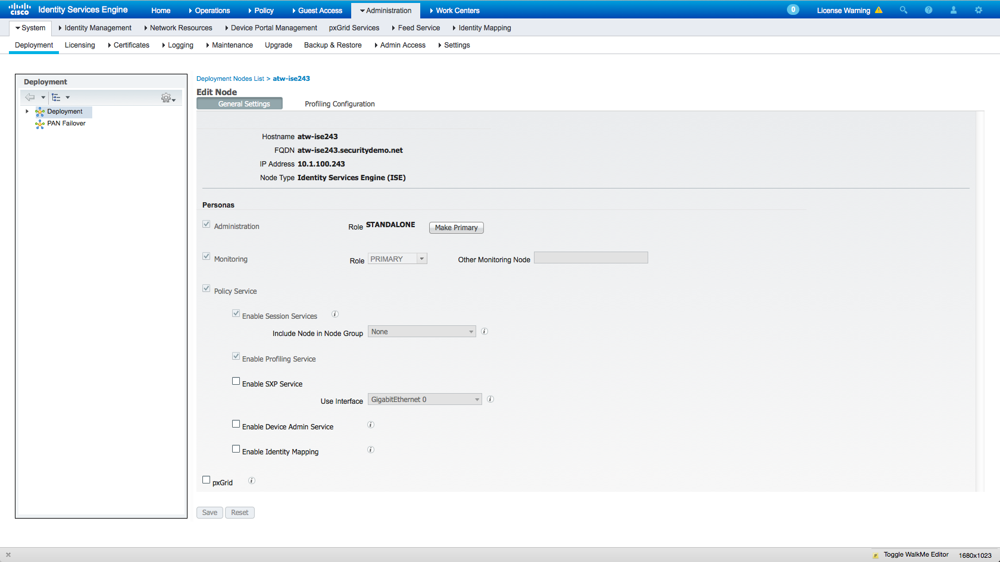 cisco Identity Services Engine Home Operations Policy Guest Access Administration Work Centers 0 License Warning
System Identity Management Network Resources Device Portal Management pxGrid Services Feed Service Identity Mapping
Deployment Licensing Certificates Logging Maintenance Upgrade Backup & Restore Admin Access Settings
Deployment
Deployment
PAN Failover
Deployment Nodes List > atw-ise243
Edit Node
General Settings Profiling Configuration
Hostname atw-ise243
FQDN atw-ise243.securitydemo.net
IP Address 10.1.100.243
Node Type Identity Services Engine (ISE)
Personas
Administration Role STANDALONE Make Primary
Monitoring Role PRIMARY Other Monitoring Node
Policy Service
Enable Session Services i
Include Node in Node Group None i
Enable Profiling Service
Enable SXP Service
Use Interface GigabitEthernet 0 i
Enable Device Admin Service i
Enable Identity Mapping i
pxGrid i
Save Reset
Toggle WalkMe Editor 1680x1023